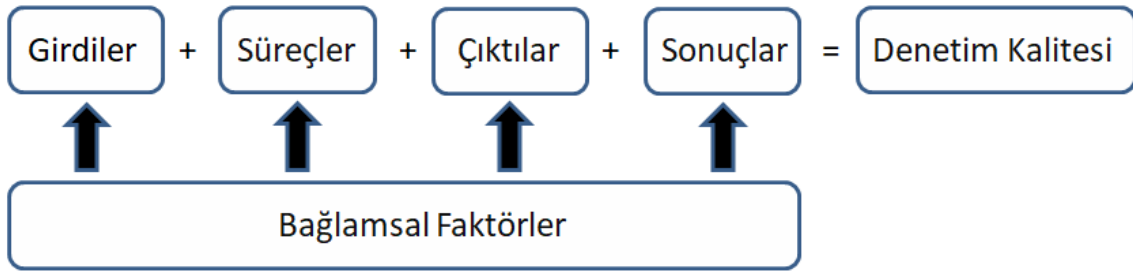 Girdiler + Süreçler + Çıktılar + Sonuçlar = Denetim Kalitesi
Bağlamsal Faktörler